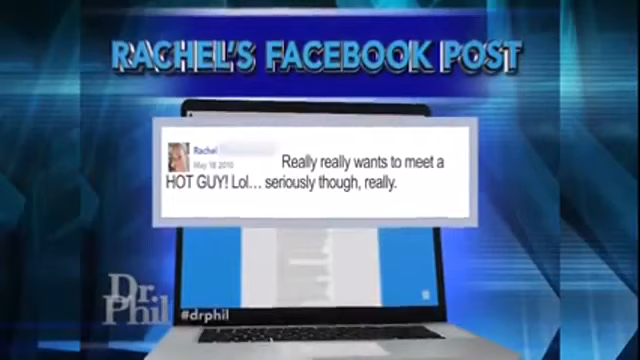 RACHEL'S FACEBOOK POST
Rachel
May 18 2010
Really really wants to meet a
HOT GUY! Lol... seriously though, really.
Dr.
Phil
#drphil